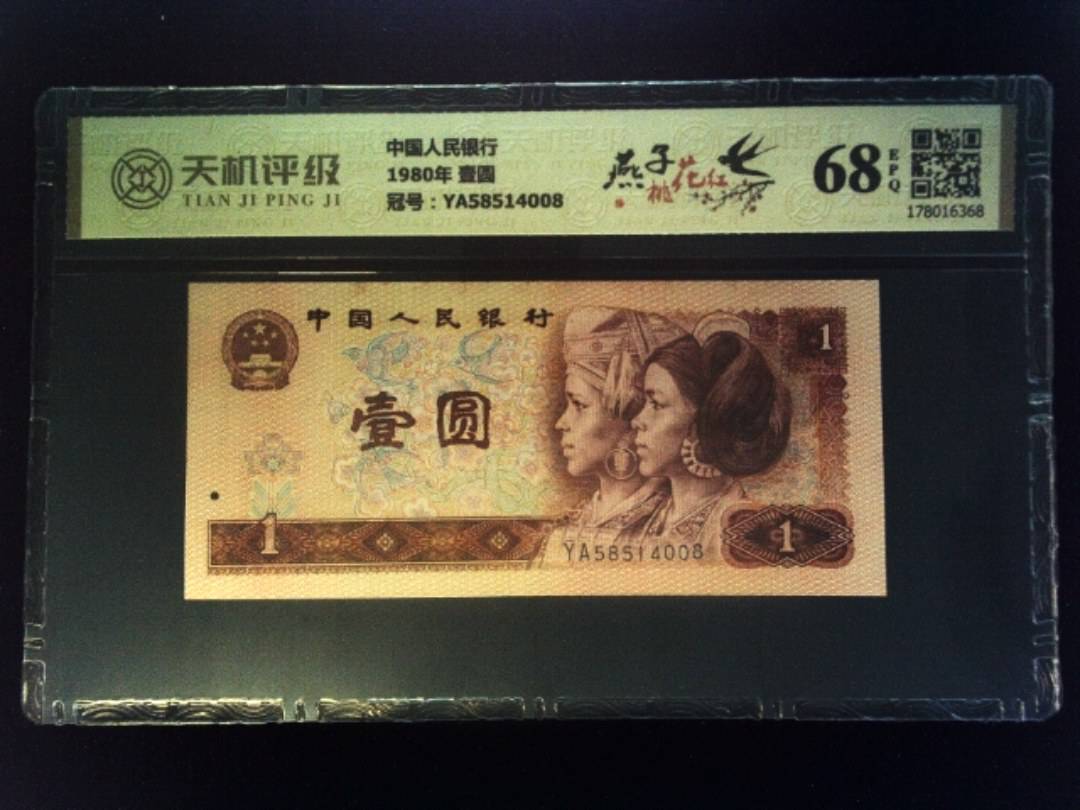 天机评级
TIAN JI PING JI
中国人民银行
1980年 壹圆
冠号：YA58514008
燕子
桃花红
68
EPQ
178016368
中国人民银行
1
壹圆
1
YA58514008
1